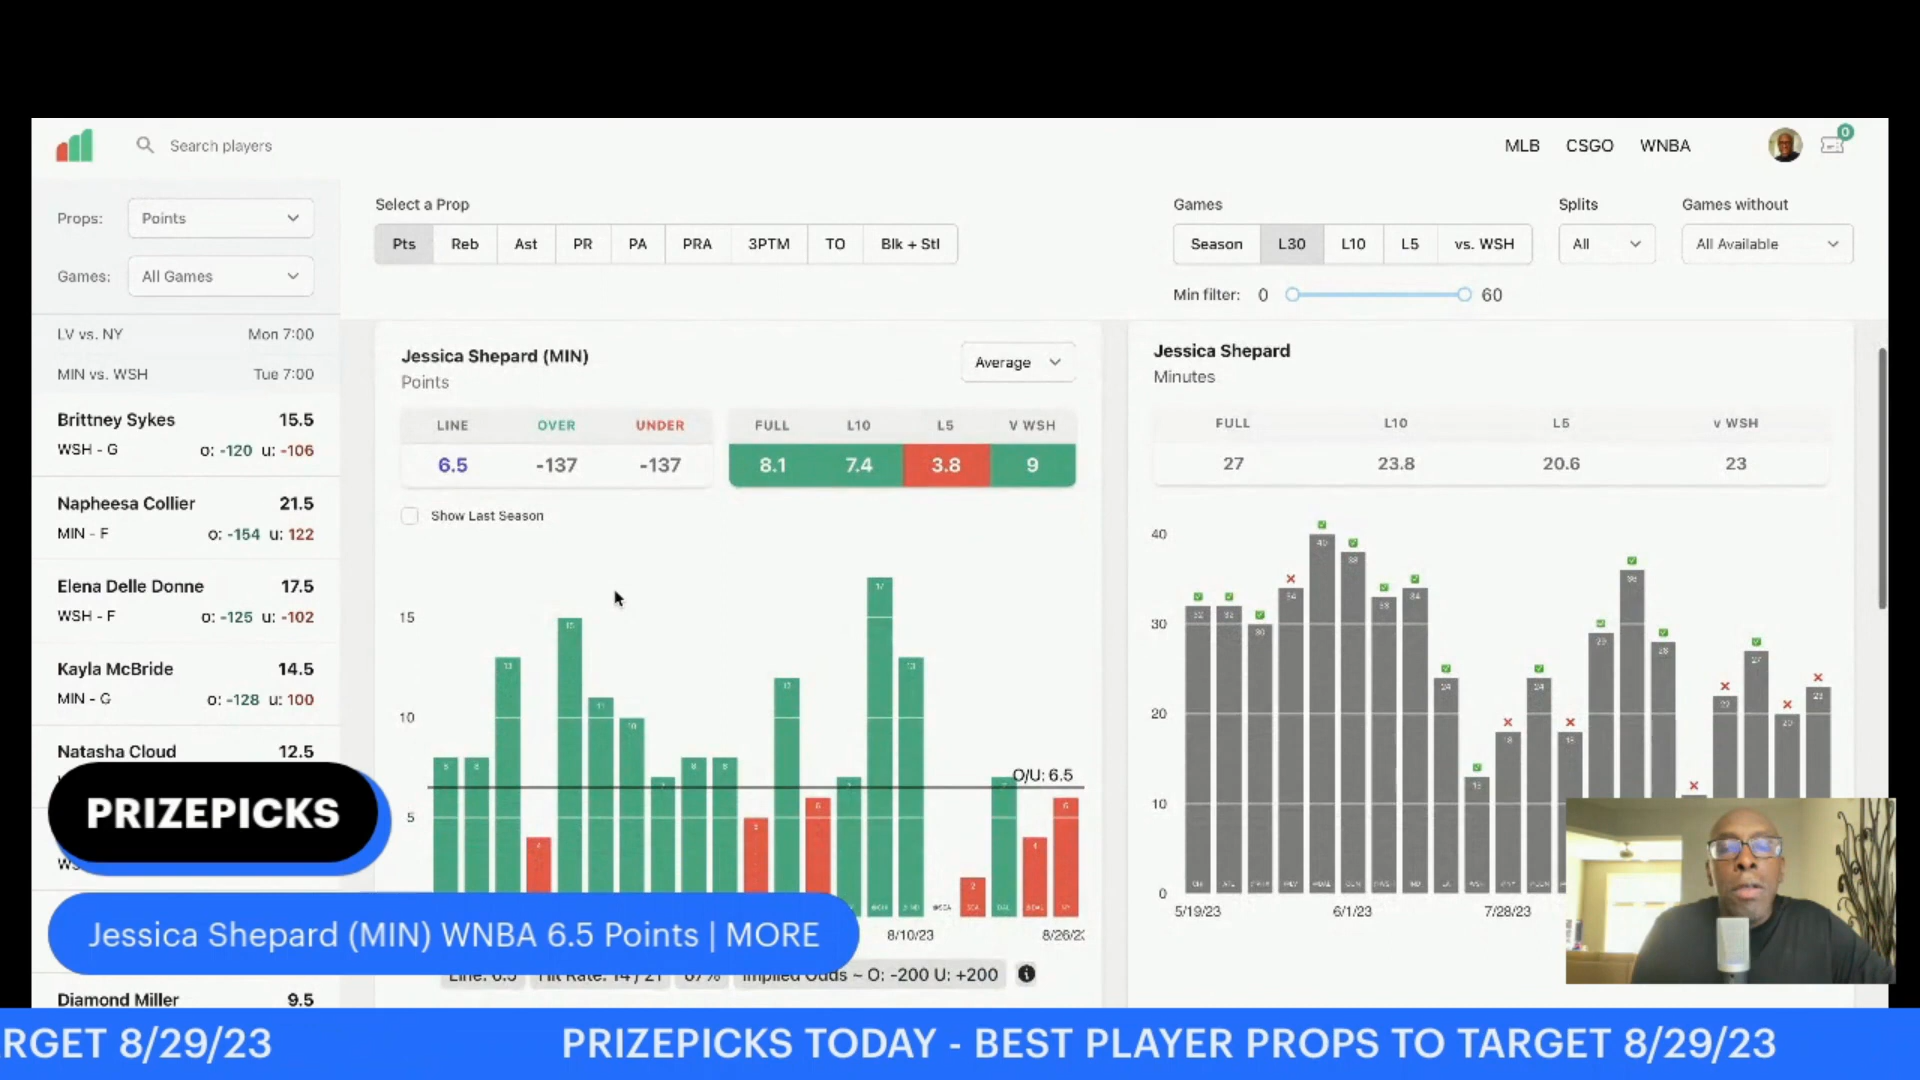 Search players
MLB CSGO WNBA
0
Props: Points
Games: All Games
LV vs. NY Mon 7:00
MIN vs. WSH Tue 7:00
Brittney Sykes 15.5
WSH - G o: -120 u: -106
Napheesa Collier 21.5
MIN - F o: -154 u: 122
Elena Delle Donne 17.5
WSH - F o: -125 u: -102
Kayla McBride 14.5
MIN - G o: -128 u: 100
Natasha Cloud 12.5
Diamond Miller 9.5
Select a Prop
Pts Reb Ast PR PA PRA 3PTM TO Blk + Stl
Games
Season L30 L10 L5 vs. WSH
Splits
All
Games without
All Available
Min filter: 0 60
Jessica Shepard (MIN)
Points
Average
LINE OVER UNDER
6.5 -137 -137
FULL L10 L5 V WSH
8.1 7.4 3.8 9
Show Last Season
15
10
5
O/U: 6.5
8/10/23
Line: 6.5 Hit Rate: 14 / 21 67% Implied Odds ~ O: -200 U: +200
Jessica Shepard
Minutes
FULL L10 L5 v WSH
27 23.8 20.6 23
40
30
20
10
0
5/19/23 6/1/23 7/28/23
PRIZEPICKS
Jessica Shepard (MIN) WNBA 6.5 Points | MORE
RGET 8/29/23 PRIZEPICKS TODAY - BEST PLAYER PROPS TO TARGET 8/29/23